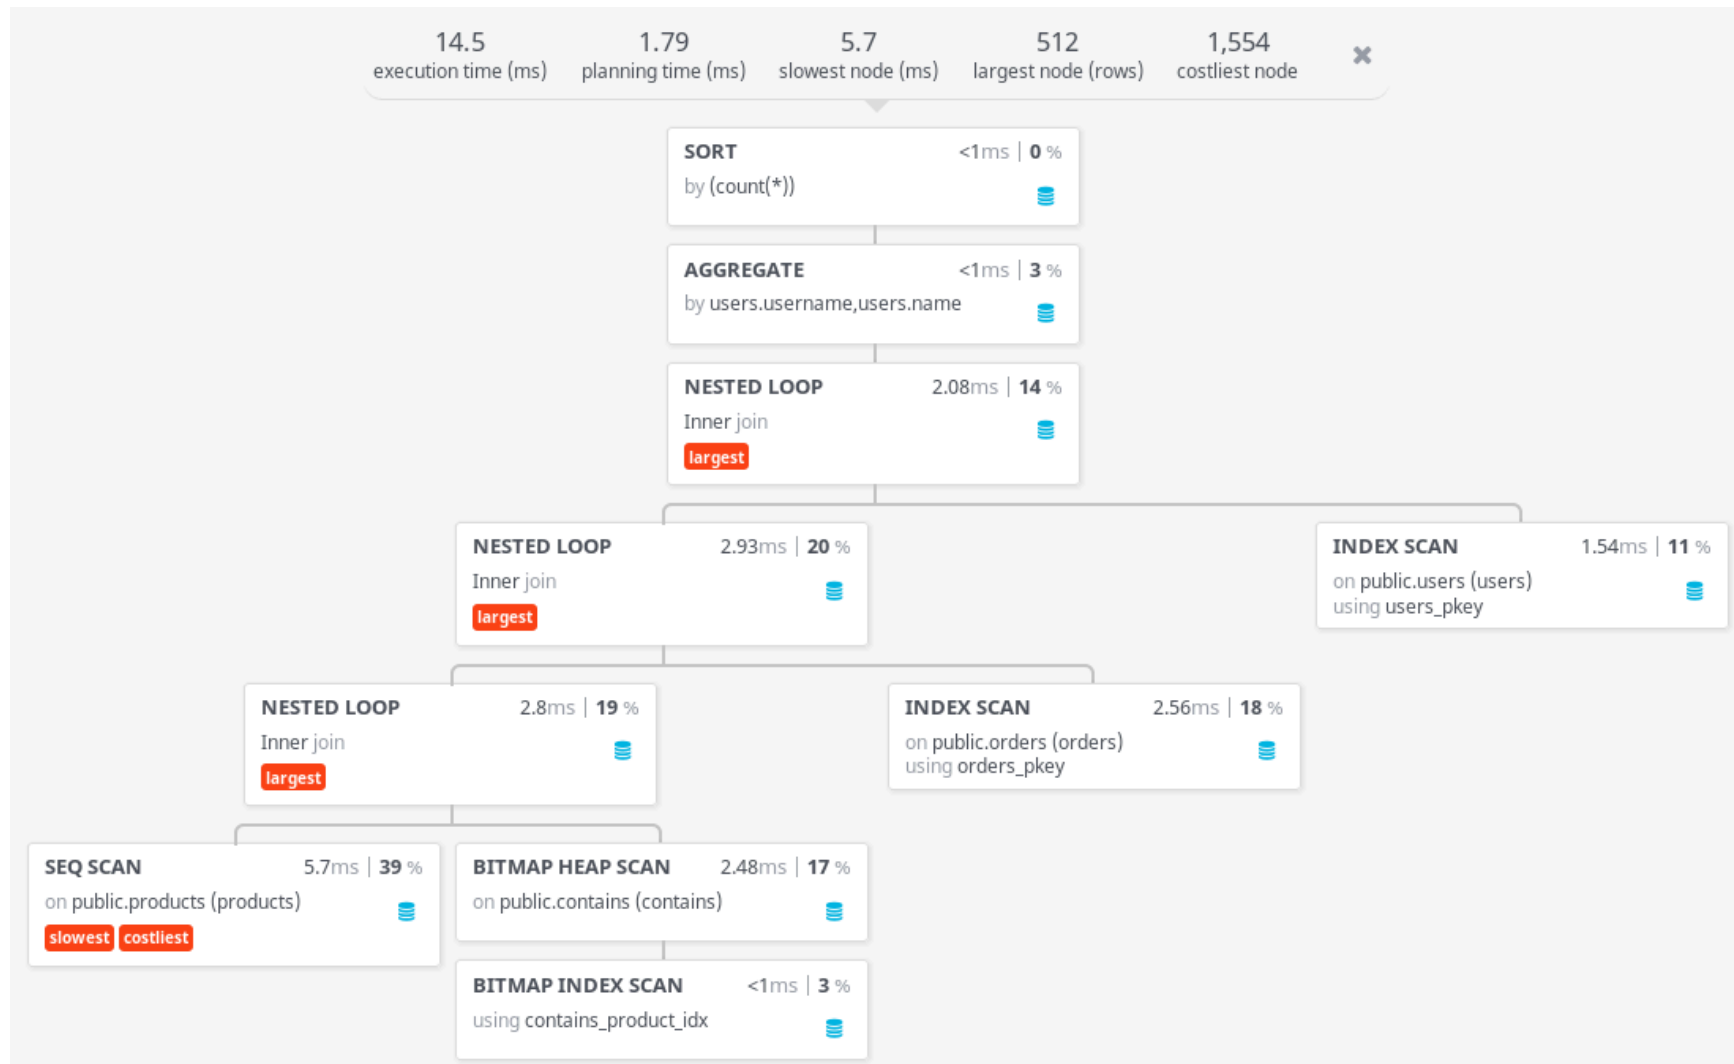 14.5 1.79 5.7 512 1,554 ✖
execution time (ms) planning time (ms) slowest node (ms) largest node (rows) costliest node
SORT <1ms | 0 %
by (count(*))
AGGREGATE <1ms | 3 %
by users.username,users.name
NESTED LOOP 2.08ms | 14 %
Inner join
largest
NESTED LOOP 2.93ms | 20 %
Inner join
largest
INDEX SCAN 1.54ms | 11 %
on public.users (users)
using users_pkey
NESTED LOOP 2.8ms | 19 %
Inner join
largest
INDEX SCAN 2.56ms | 18 %
on public.orders (orders)
using orders_pkey
SEQ SCAN 5.7ms | 39 %
on public.products (products)
slowest costliest
BITMAP HEAP SCAN 2.48ms | 17 %
on public.contains (contains)
BITMAP INDEX SCAN <1ms | 3 %
using contains_product_idx